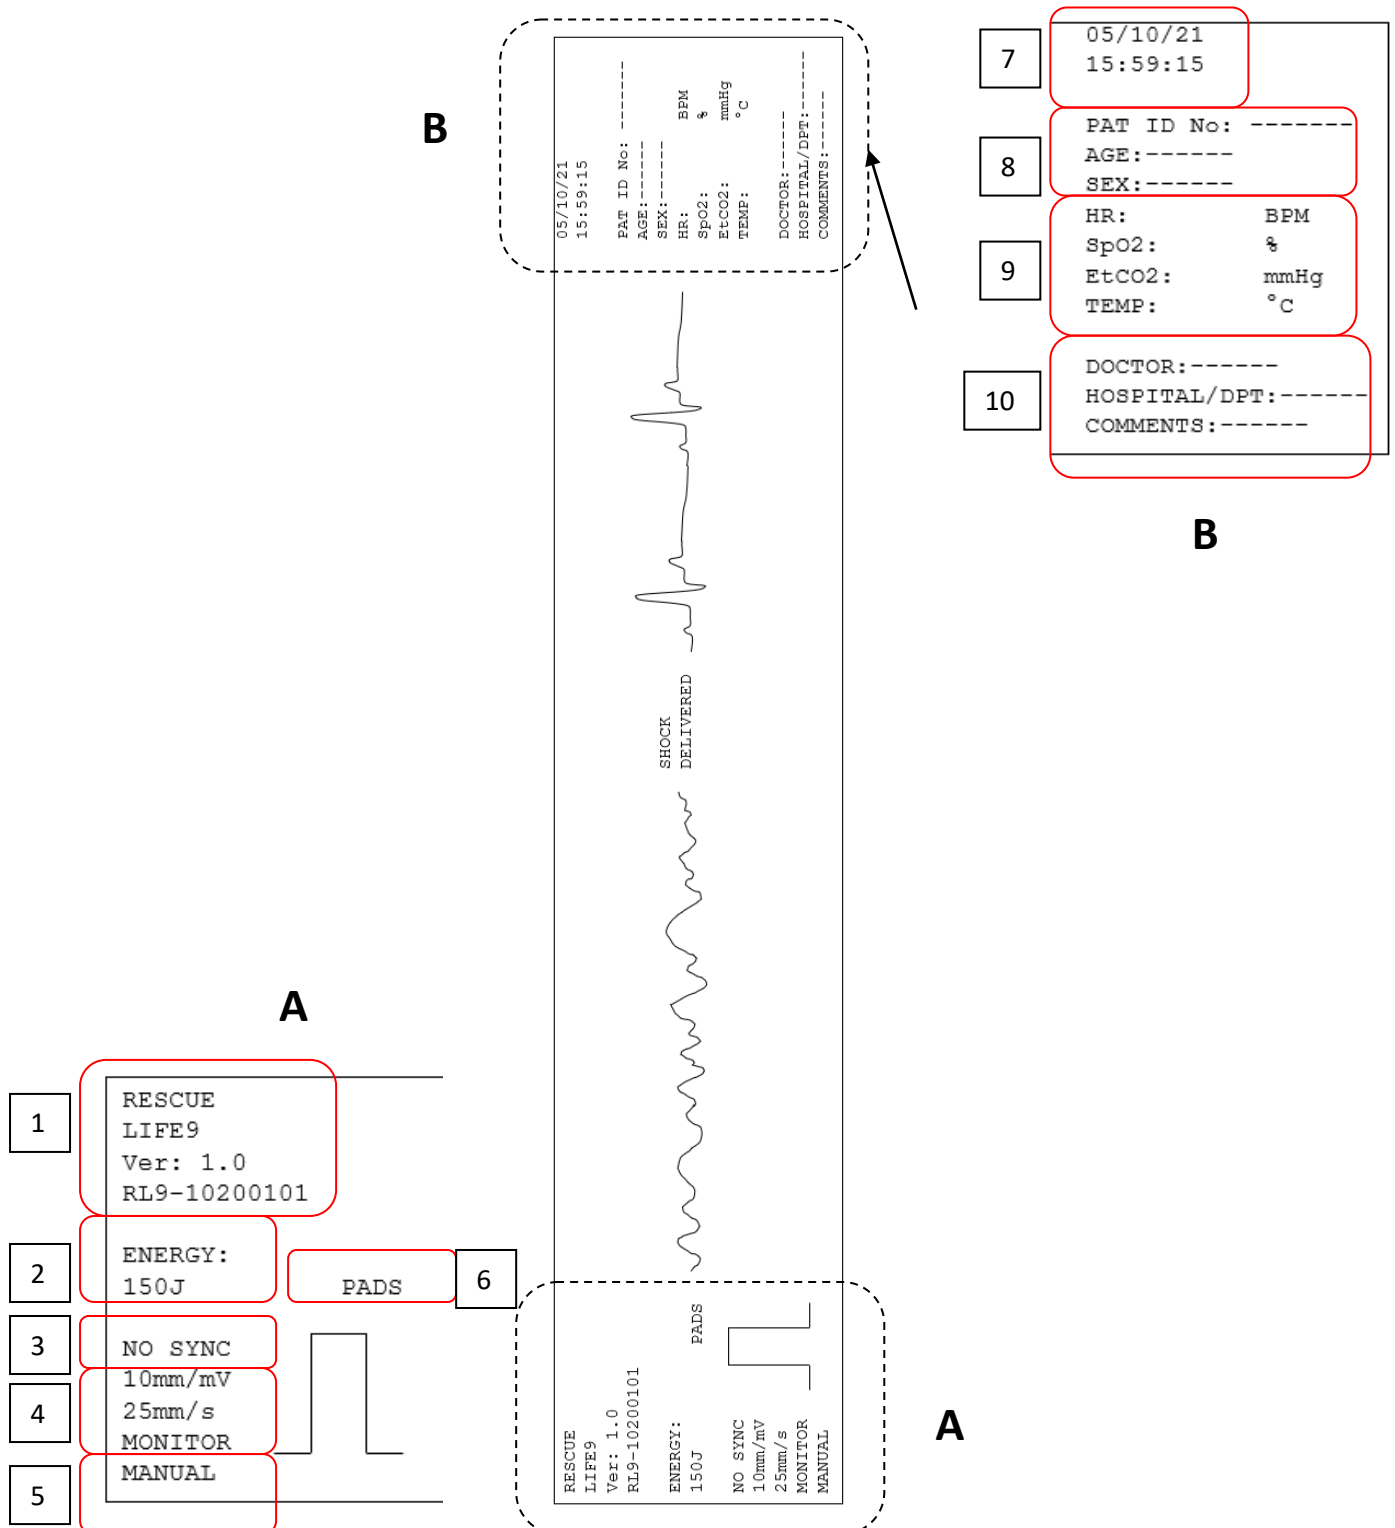 B
05/10/21
15:59:15
PAT ID No: -------
AGE:------
SEX:------
HR: BPM
SpO2: %
EtCO2: mmHg
TEMP: °C
DOCTOR:------
HOSPITAL/DPT:------
COMMENTS:------
SHOCK
DELIVERED
RESCUE
LIFE9
Ver: 1.0
RL9-10200101
ENERGY:
150J PADS
NO SYNC
10mm/mV
25mm/s
MONITOR
MANUAL
A
7
05/10/21
15:59:15
8
PAT ID No: -------
AGE:------
SEX:------
9
HR: BPM
SpO2: %
EtCO2: mmHg
TEMP: °C
10
DOCTOR:------
HOSPITAL/DPT:------
COMMENTS:------
B
A
1
RESCUE
LIFE9
Ver: 1.0
RL9-10200101
2
ENERGY:
150J
PADS
6
3
NO SYNC
4
10mm/mV
25mm/s
MONITOR
5
MANUAL